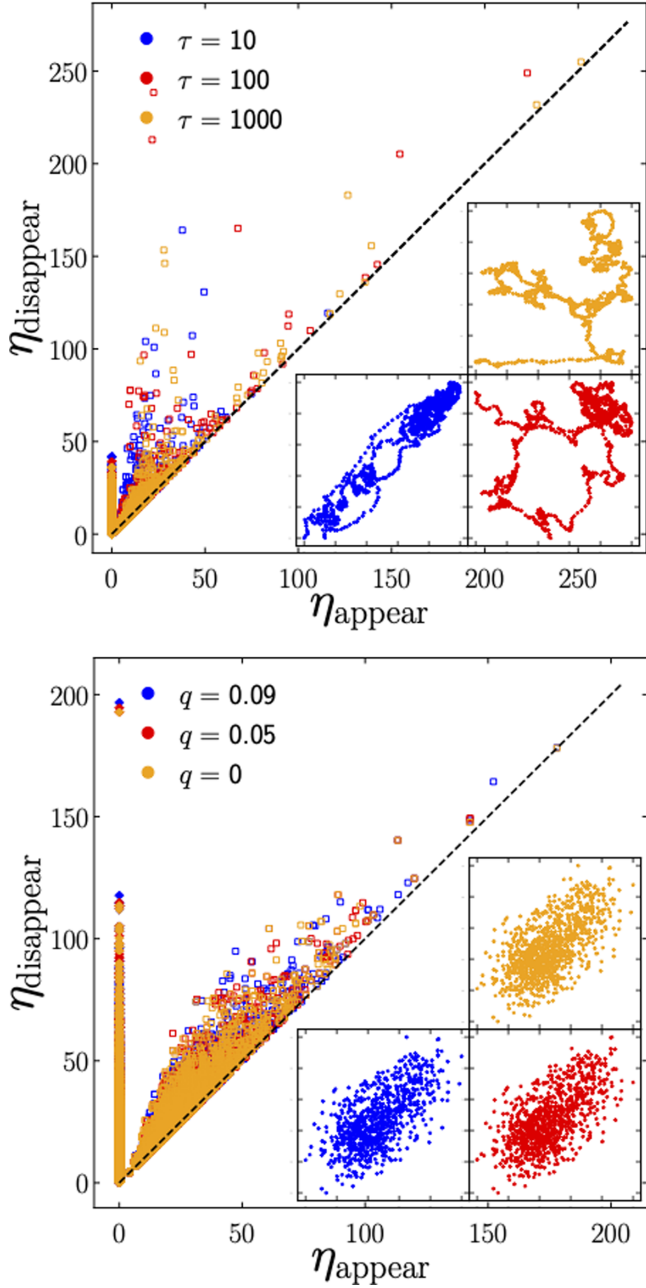 τ = 10
τ = 100
τ = 1000
250
200
150
100
50
0
η_disappear
0 50 100 150 200 250
η_appear
q = 0.09
q = 0.05
q = 0
200
150
100
50
0
η_disappear
0 50 100 150 200
η_appear